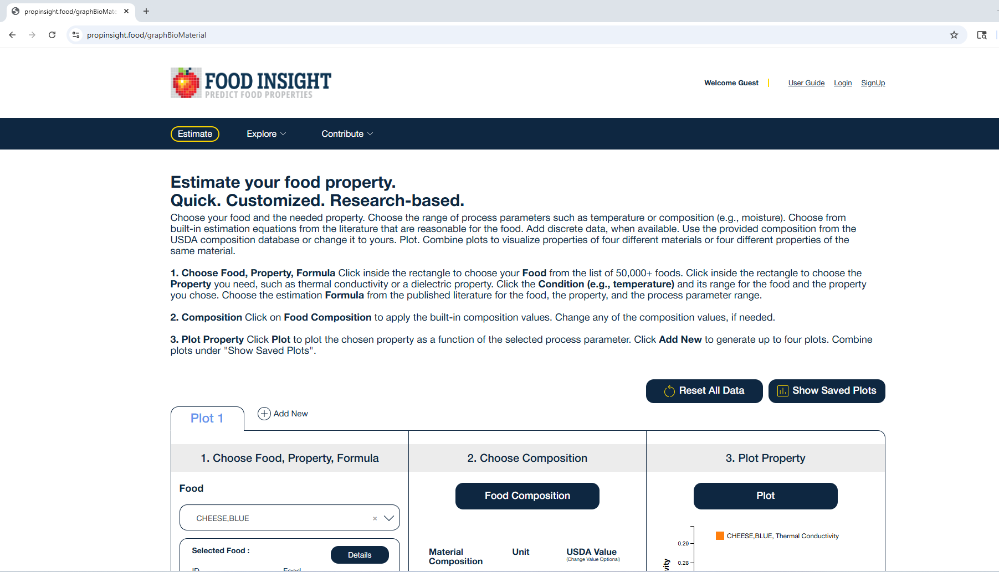 propinsight.food/graphBioMate
propinsight.food/graphBioMaterial
FOOD INSIGHT
PREDICT FOOD PROPERTIES
Welcome Guest
User Guide
Login
SignUp
Estimate
Explore
Contribute
Estimate your food property.
Quick. Customized. Research-based.
Choose your food and the needed property. Choose the range of process parameters such as temperature or composition (e.g., moisture). Choose from
built-in estimation equations from the literature that are reasonable for the food. Add discrete data, when available. Use the provided composition from the
USDA composition database or change it to yours. Plot. Combine plots to visualize properties of four different materials or four different properties of the
same material.
1. Choose Food, Property, Formula Click inside the rectangle to choose your Food from the list of 50,000+ foods. Click inside the rectangle to choose the
Property you need, such as thermal conductivity or a dielectric property. Click the Condition (e.g., temperature) and its range for the food and the property
you chose. Choose the estimation Formula from the published literature for the food, the property, and the process parameter range.
2. Composition Click on Food Composition to apply the built-in composition values. Change any of the composition values, if needed.
3. Plot Property Click Plot to plot the chosen property as a function of the selected process parameter. Click Add New to generate up to four plots. Combine
plots under "Show Saved Plots".
Reset All Data
Show Saved Plots
Plot 1
Add New
1. Choose Food, Property, Formula
2. Choose Composition
3. Plot Property
Food
CHEESE,BLUE
Selected Food :
Details
ID
Food
Food Composition
Material
Composition
Unit
USDA Value
(Change Value Optional)
Plot
CHEESE,BLUE, Thermal Conductivity
0.29
0.28